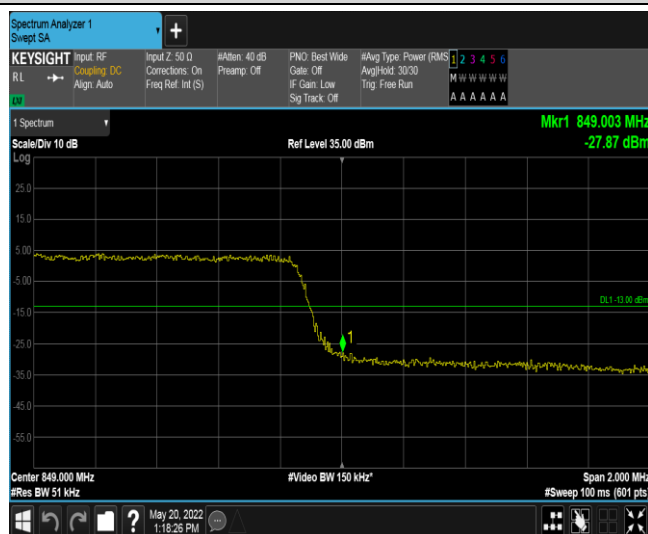 Spectrum Analyzer 1
Swept SA
KEYSIGHT
RL
Input: RF
Coupling: DC
Align: Auto
Input Z: 50 Ω
Corrections: On
Freq Ref: Int (S)
#Atten: 40 dB
Preamp: Off
PNO: Best Wide
Gate: Off
IF Gain: Low
Sig Track: Off
#Avg Type: Power (RMS
Avg|Hold: 30/30
Trig: Free Run
1 2 3 4 5 6
M W W W W W
A A A A A A
LXI
1 Spectrum
Mkr1 849.003 MHz
Scale/Div 10 dB
Ref Level 35.00 dBm
-27.87 dBm
Log
25.0
15.0
5.00
-5.00
DL1 -13.00 dBm
-15.0
1
-25.0
-35.0
-45.0
-55.0
Center 849.000 MHz
#Video BW 150 kHz*
Span 2.000 MHz
#Res BW 51 kHz
#Sweep 100 ms (601 pts)
?
May 20, 2022
1:18:26 PM